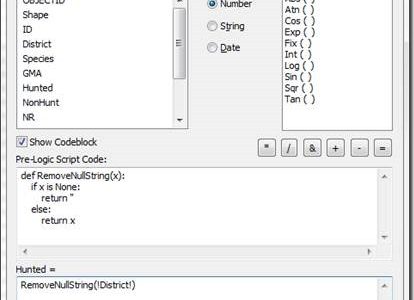 OBJECTID
Shape
ID
District
Species
GMA
Hunted
NonHunt
NR
Number
String
Date
Abs ( )
Atn ( )
Cos ( )
Exp ( )
Fix ( )
Int ( )
Log ( )
Sin ( )
Sqr ( )
Tan ( )
Show Codeblock
* / & + - =
Pre-Logic Script Code:
def RemoveNullString(x):
if x is None:
return ''
else:
return x
Hunted =
RemoveNullString(!District!)